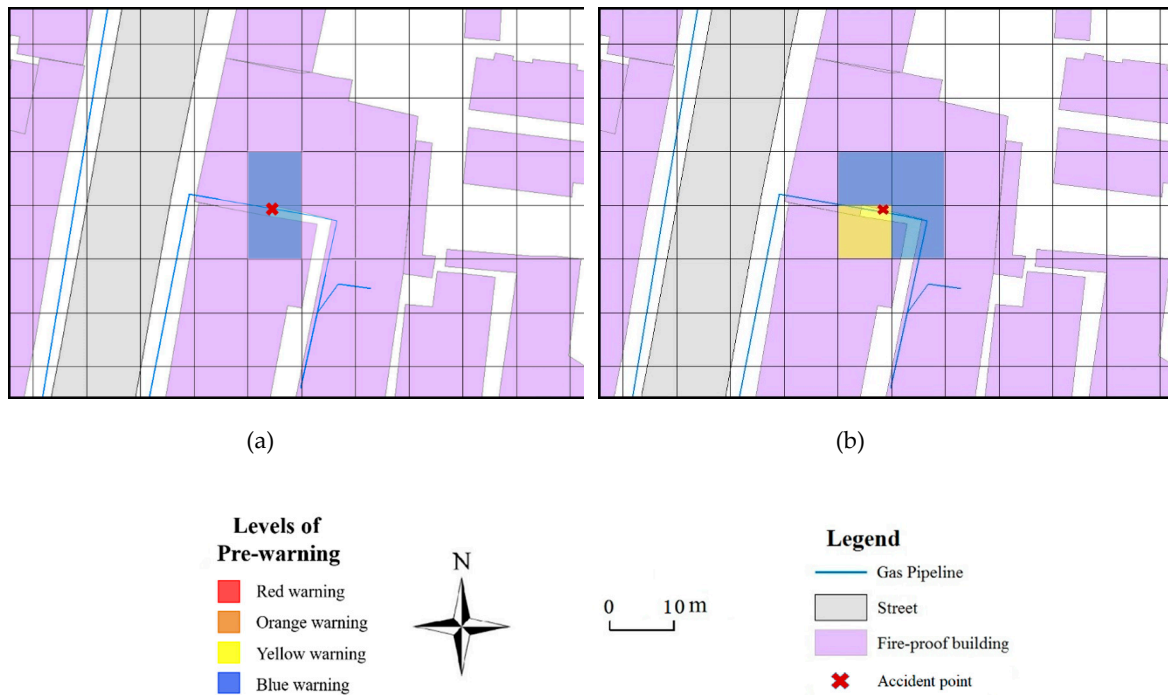 (a)
(b)
Levels of
Pre-warning
Red warning
Orange warning
Yellow warning
Blue warning
N
0 10 m
Legend
Gas Pipeline
Street
Fire-proof building
Accident point